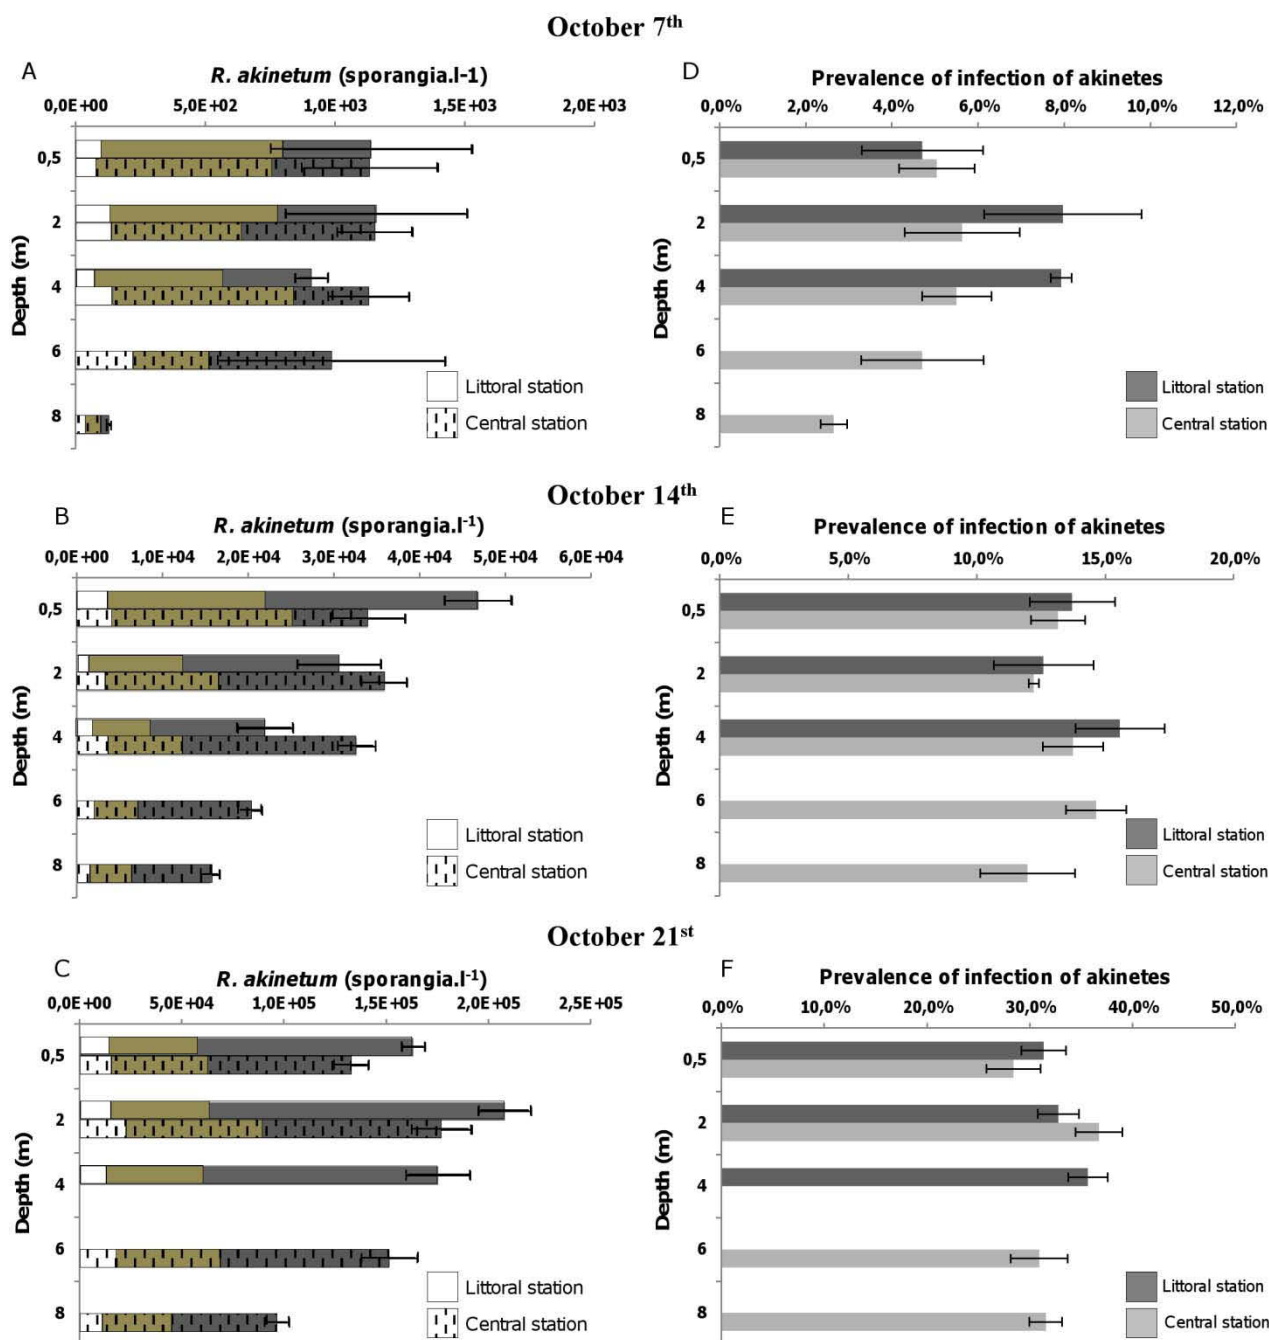 October 7th
A
R. akinetum (sporangia.l-1)
0,0E+00 5,0E+02 1,0E+03 1,0E+03 2,0E+03
Depth (m)
0,5
2
4
6
8
Littoral station
Central station
D
Prevalence of infection of akinetes
0,0% 2,0% 4,0% 6,0% 8,0% 10,0% 12,0%
Depth (m)
0,5
2
4
6
8
Littoral station
Central station
October 14th
B
R. akinetum (sporangia.l-1)
0,0E+00 1,0E+04 2,0E+04 3,0E+04 4,0E+04 5,0E+04 6,0E+04
Depth (m)
0,5
2
4
6
8
Littoral station
Central station
E
Prevalence of infection of akinetes
0,0% 5,0% 10,0% 15,0% 20,0%
Depth (m)
0,5
2
4
6
8
Littoral station
Central station
October 21st
C
R. akinetum (sporangia.l-1)
0,0E+00 5,0E+04 1,0E+05 1,5E+05 2,0E+05 2,5E+05
Depth (m)
0,5
2
4
6
8
Littoral station
Central station
F
Prevalence of infection of akinetes
0,0% 10,0% 20,0% 30,0% 40,0% 50,0%
Depth (m)
0,5
2
4
6
8
Littoral station
Central station